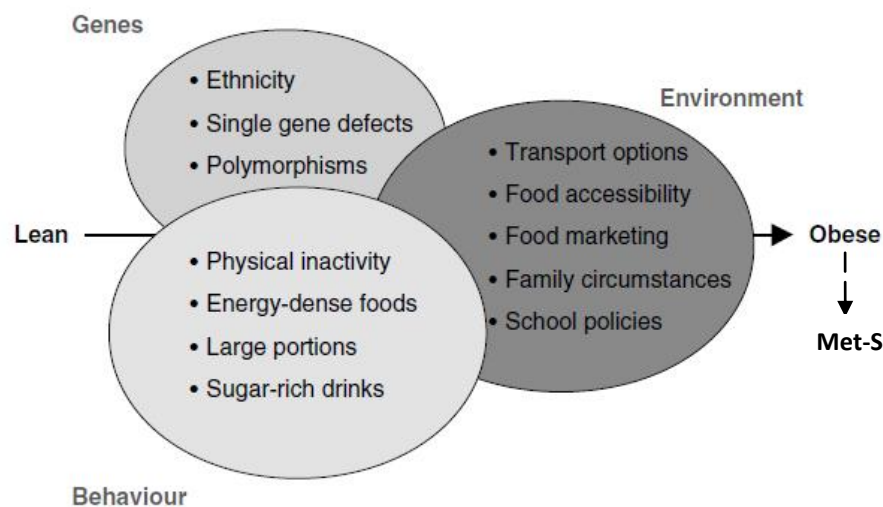 Genes
• Ethnicity
• Single gene defects
• Polymorphisms
Environment
• Transport options
• Food accessibility
• Food marketing
• Family circumstances
• School policies
Lean
Obese
Met-S
• Physical inactivity
• Energy-dense foods
• Large portions
• Sugar-rich drinks
Behaviour